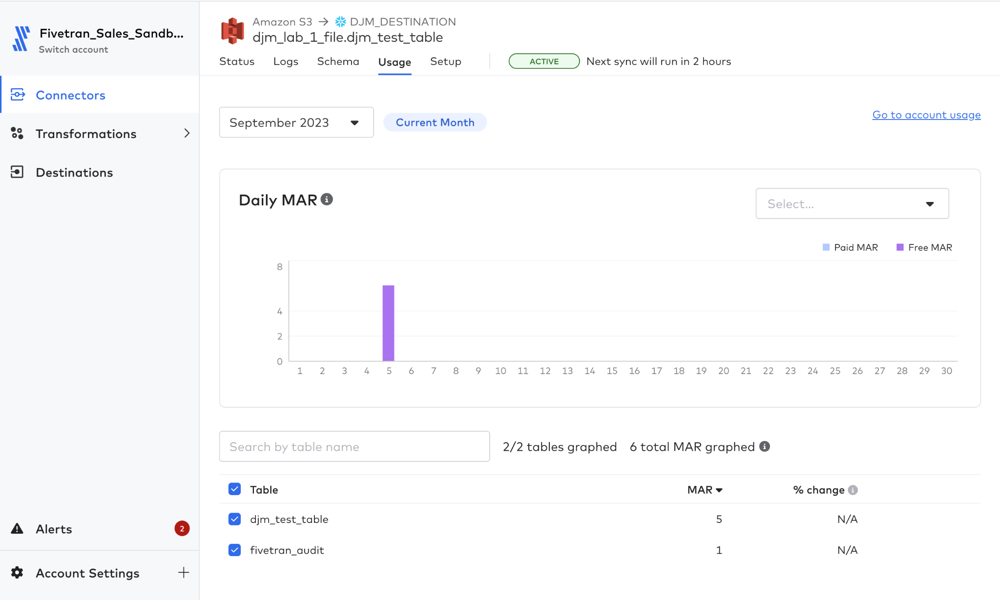 Fivetran_Sales_Sandb...
Switch account
Connectors
Transformations
Destinations
Alerts
2
Account Settings
Amazon S3 → DJM_DESTINATION
djm_lab_1_file.djm_test_table
Status Logs Schema Usage Setup ACTIVE Next sync will run in 2 hours
September 2023 Current Month Go to account usage
Daily MAR
Select...
Paid MAR Free MAR
8
4
2
0
1 2 3 4 5 6 7 8 9 10 11 12 13 14 15 16 17 18 19 20 21 22 23 24 25 26 27 28 29 30
Search by table name 2/2 tables graphed 6 total MAR graphed
Table MAR % change
djm_test_table 5 N/A
fivetran_audit 1 N/A